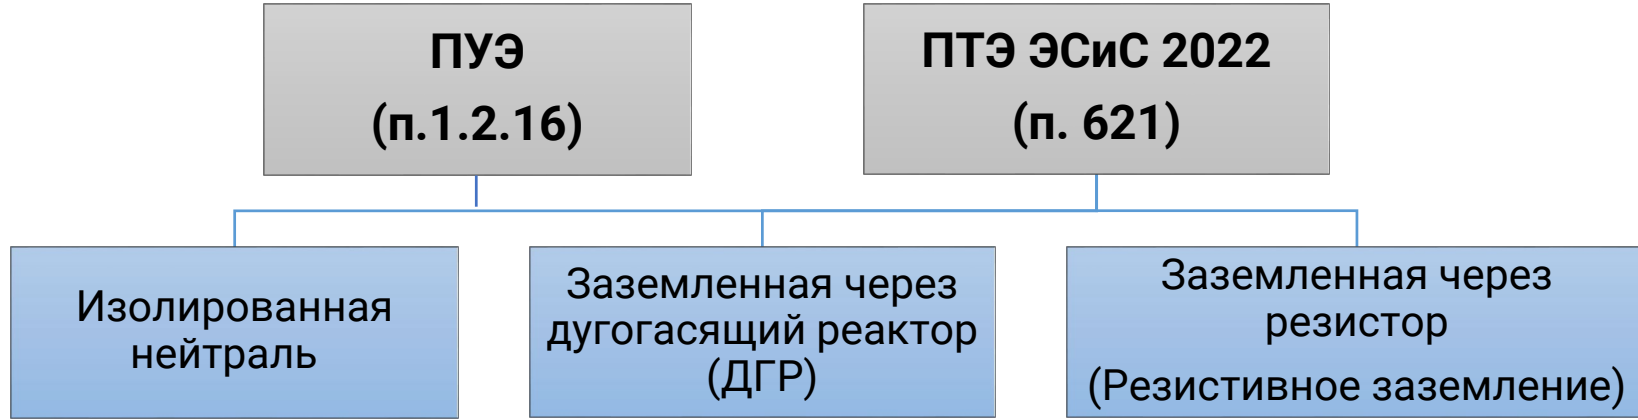 ПУЭ
(п.1.2.16)
ПТЭ ЭСиС 2022
(п. 621)
Изолированная
нейтраль
Заземленная через
дугогасящий реактор
(ДГР)
Заземленная через
резистор
(Резистивное заземление)